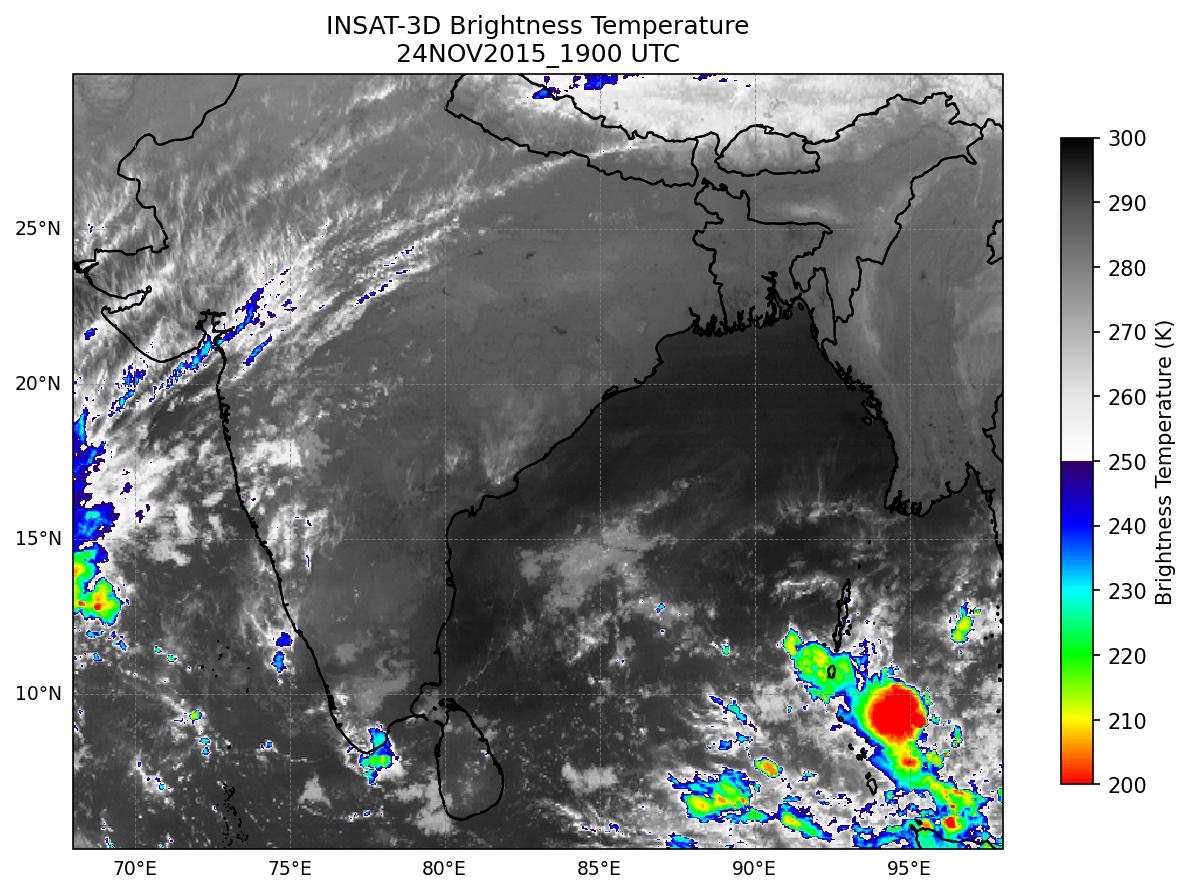 INSAT-3D Brightness Temperature
24NOV2015_1900 UTC
25°N
20°N
15°N
10°N
70°E
75°E
80°E
85°E
90°E
95°E
300
290
280
270
260
250
240
230
220
210
200
Brightness Temperature (K)